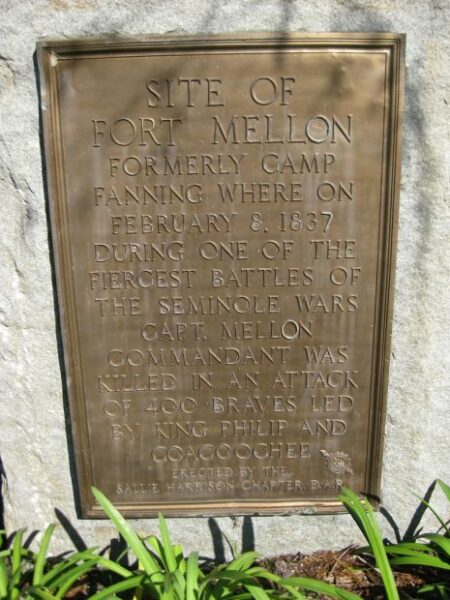 SITE OF
FORT MELLON
FORMERLY CAMP
FANNING WHERE ON
FEBRUARY 8, 1837
DURING ONE OF THE
FIERCEST BATTLES OF
THE SEMINOLE WARS
CAPT. MELLON
COMMANDANT WAS
KILLED IN AN ATTACK
OF 400 BRAVES LED
BY KING PHILIP AND
COACOOCHEE
ERECTED BY THE
SALLIE HARRISON CHAPTER, D.A.R